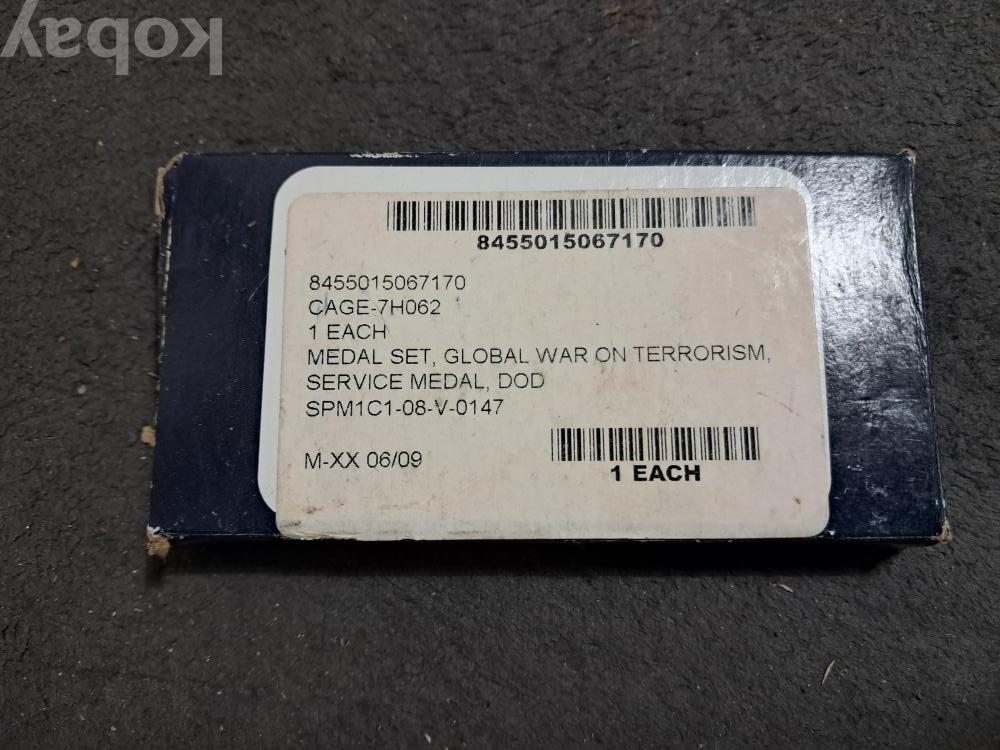 kobay
8455015067170
8455015067170
CAGE-7H062
1 EACH
MEDAL SET, GLOBAL WAR ON TERRORISM,
SERVICE MEDAL, DOD
SPM1C1-08-V-0147
M-XX 06/09
1 EACH